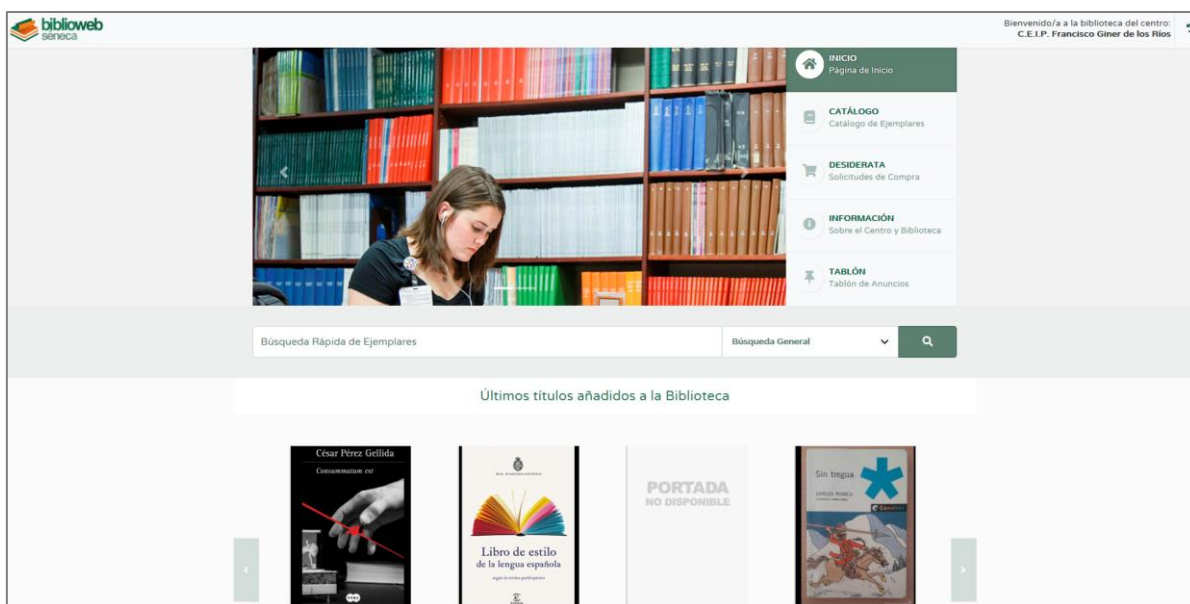 biblioweb
séneca
Bienvenido/a a la biblioteca del centro:
C.E.I.P. Francisco Giner de los Ríos
INICIO
Página de Inicio
CATÁLOGO
Catálogo de Ejemplares
DESIDERATA
Solicitudes de Compra
INFORMACIÓN
Sobre el Centro y Biblioteca
TABLÓN
Tablón de Anuncios
Búsqueda Rápida de Ejemplares
Búsqueda General
Últimos títulos añadidos a la Biblioteca
César Pérez Gellida
Consummatum est
REAL ACADEMIA ESPAÑOLA
Libro de estilo
de la lengua española
según la norma panhispánica
PORTADA
NO DISPONIBLE
Sin tregua
CARLOS ROMEU